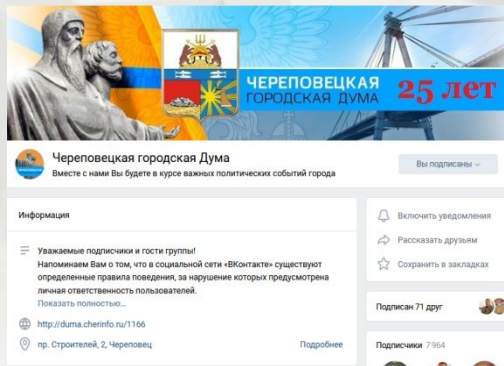 ЧЕРЕПОВЕЦКАЯ
ГОРОДСКАЯ ДУМА
25 лет
Череповецкая городская Дума
Вместе с нами Вы будете в курсе важных политических событий города
Вы подписаны
Информация
Уважаемые подписчики и гости группы!
Напоминаем Вам о том, что в социальной сети «ВКонтакте» существуют
определенные правила поведения, за нарушение которых предусмотрена
личная ответственность пользователей.
Показать полностью…
http://duma.cherinfo.ru/1166
пр. Строителей, 2, Череповец
Подробнее
Включить уведомления
Рассказать друзьям
Сохранить в закладках
Подписан 71 друг
Подписчики 7964